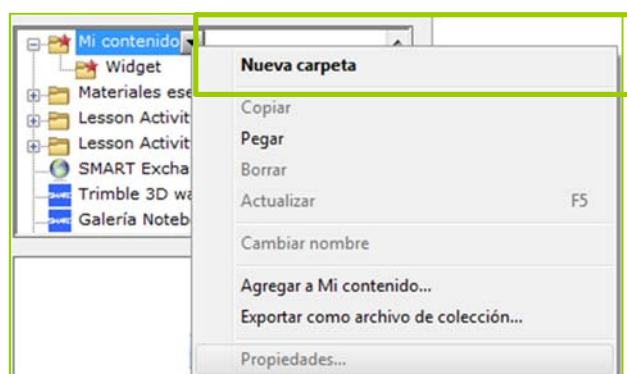 Mi contenido
Widget
Materiales ese
Lesson Activit
Lesson Activit
SMART Excha
Trimble 3D wa
Galería Noteb
Nueva carpeta
Copiar
Pegar
Borrar
Actualizar F5
Cambiar nombre
Agregar a Mi contenido...
Exportar como archivo de colección...
Propiedades...